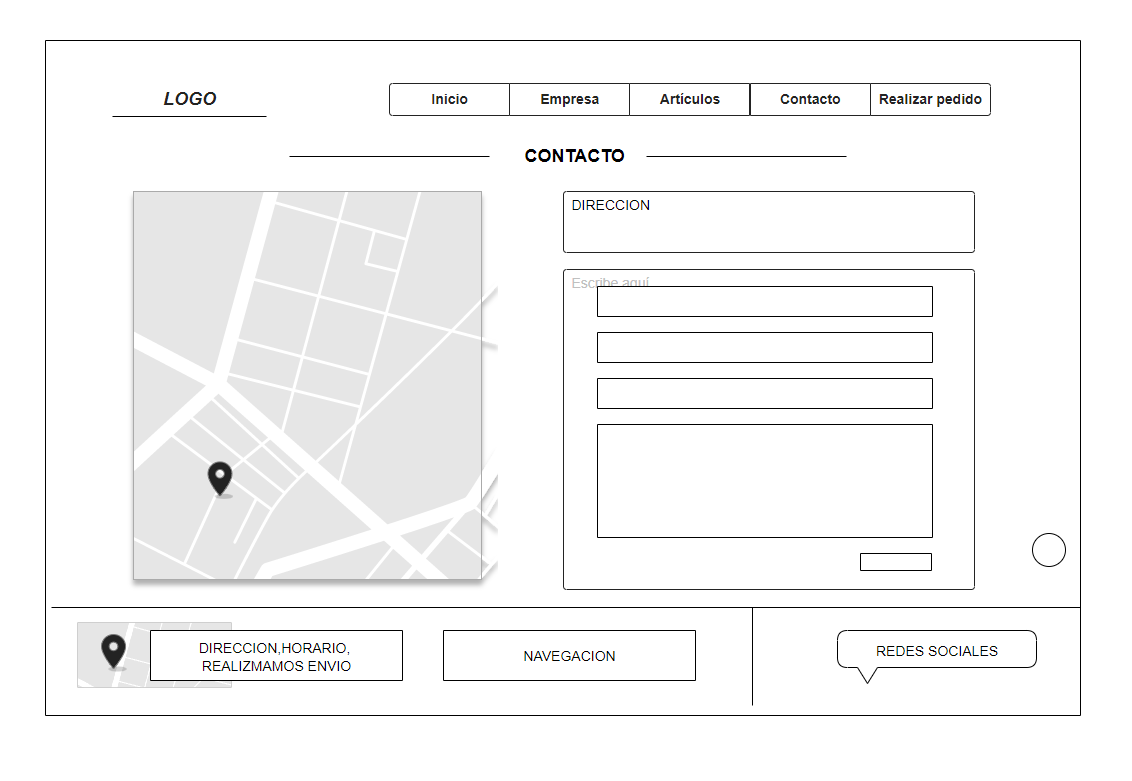 LOGO
Inicio
Empresa
Artículos
Contacto
Realizar pedido
CONTACTO
DIRECCION
Escribe aquí
DIRECCION,HORARIO,
REALIZMAMOS ENVIO
NAVEGACION
REDES SOCIALES